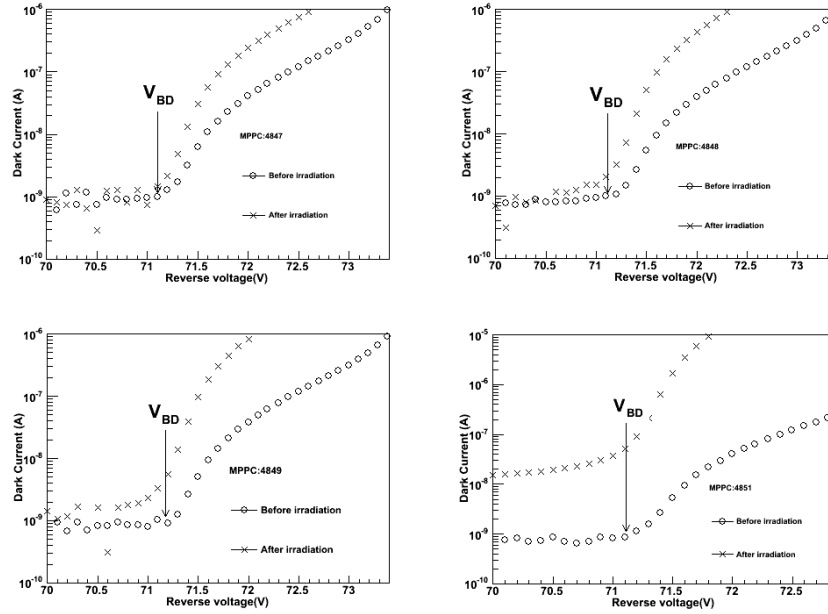 Dark Current (A)
10-6
10-7
10-8
10-9
10-10
VBD
MPPC:4847
Before irradiation
After irradiation
70 70.5 71 71.5 72 72.5 73
Reverse voltage(V)
Dark Current (A)
10-6
10-7
10-8
10-9
10-10
VBD
MPPC:4848
Before irradiation
After irradiation
70 70.5 71 71.5 72 72.5 73
Reverse voltage(V)
Dark Current (A)
10-6
10-7
10-8
10-9
10-10
VBD
MPPC:4849
Before irradiation
After irradiation
70 70.5 71 71.5 72 72.5 73
Reverse voltage(V)
Dark Current (A)
10-5
10-6
10-7
10-8
10-9
10-10
VBD
MPPC:4851
Before irradiation
After irradiation
70 70.5 71 71.5 72 72.5
Reverse voltage(V)